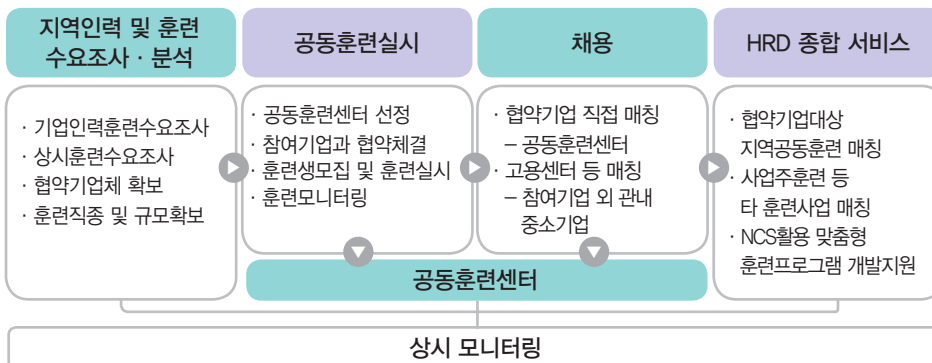 지역인력 및 훈련
수요조사 · 분석
· 기업인력훈련수요조사
· 상시훈련수요조사
· 협약기업체 확보
· 훈련직종 및 규모확보
공동훈련실시
· 공동훈련센터 선정
· 참여기업과 협약체결
· 훈련생모집 및 훈련실시
· 훈련모니터링
채용
· 협약기업 직접 매칭
– 공동훈련센터
· 고용센터 등 매칭
– 참여기업 외 관내
중소기업
HRD 종합 서비스
· 협약기업대상
지역공동훈련 매칭
· 사업주훈련 등
타 훈련사업 매칭
· NCS활용 맞춤형
훈련프로그램 개발지원
공동훈련센터
상시 모니터링